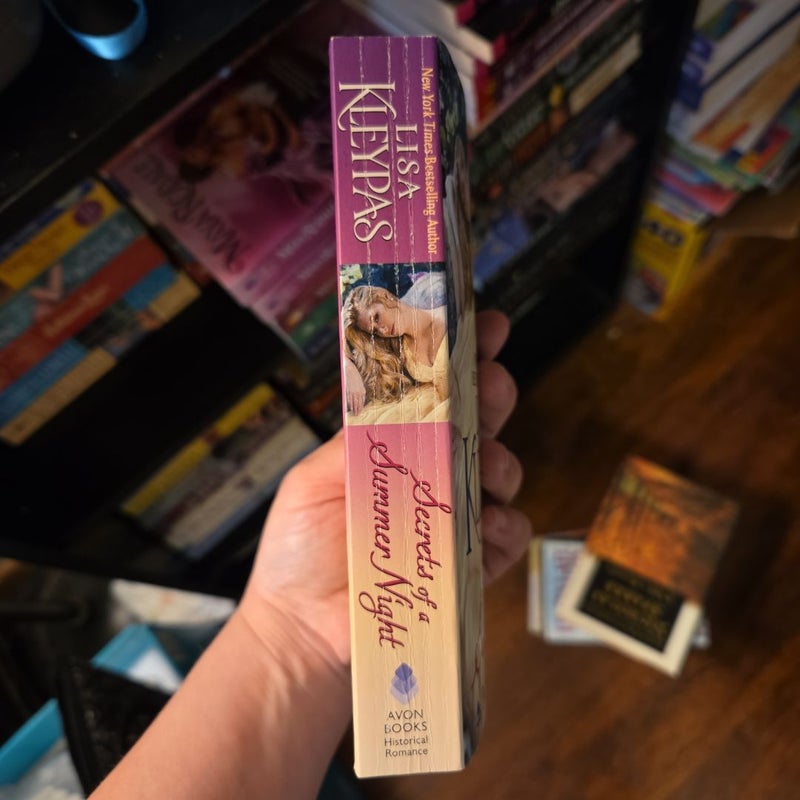 New York Times Bestselling Author
LISA
KLEYPAS
Secrets of a
Summer Night
AVON
BOOKS
Historical
Romance